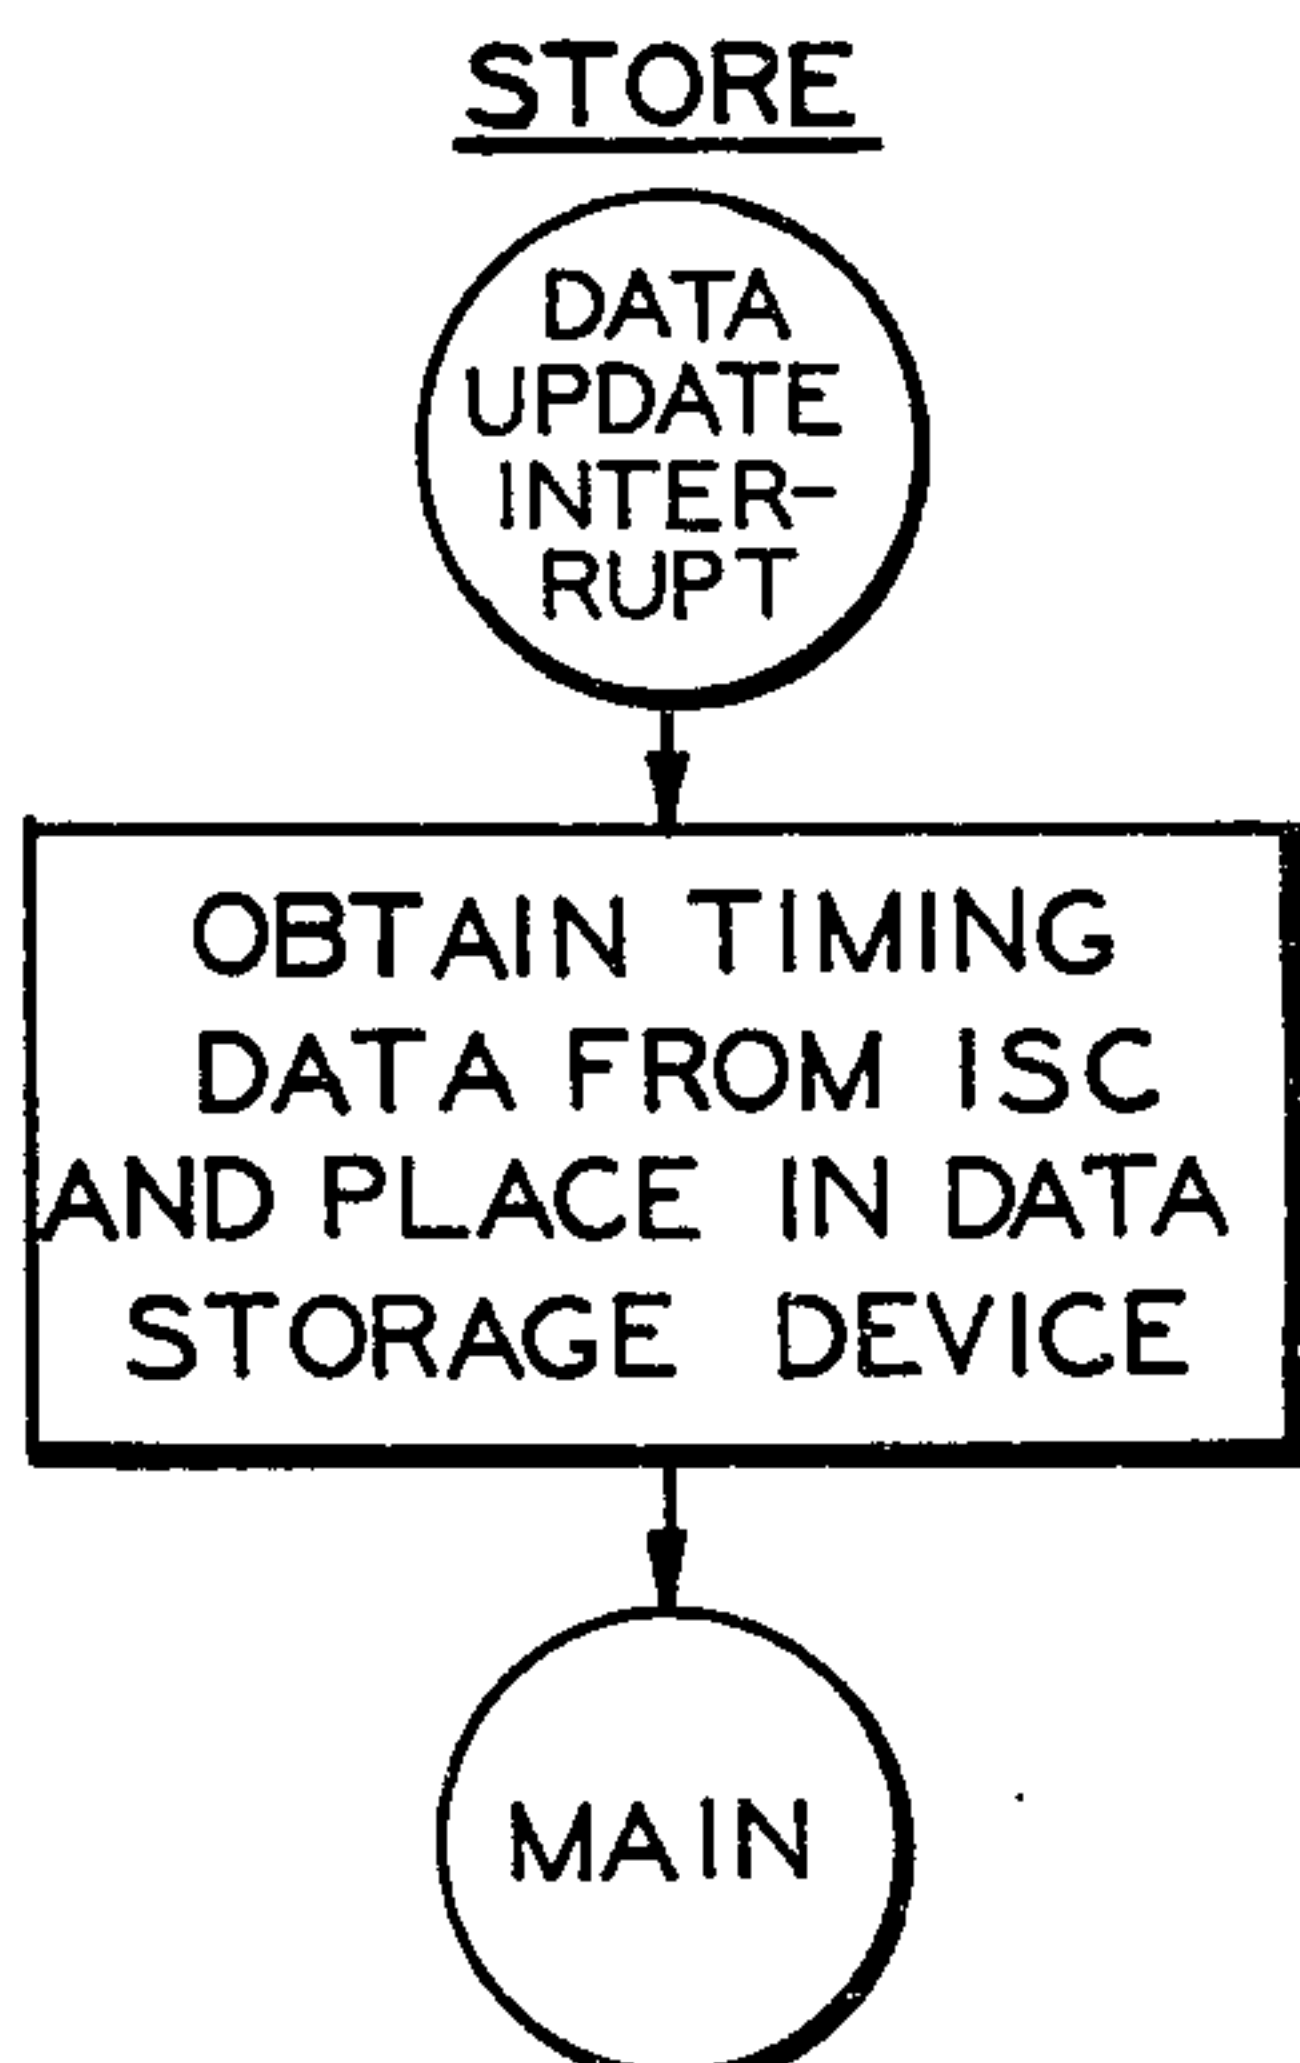 STORE
DATA
UPDATE
INTER-
RUPT
OBTAIN TIMING
DATA FROM ISC
AND PLACE IN DATA
STORAGE DEVICE
MAIN